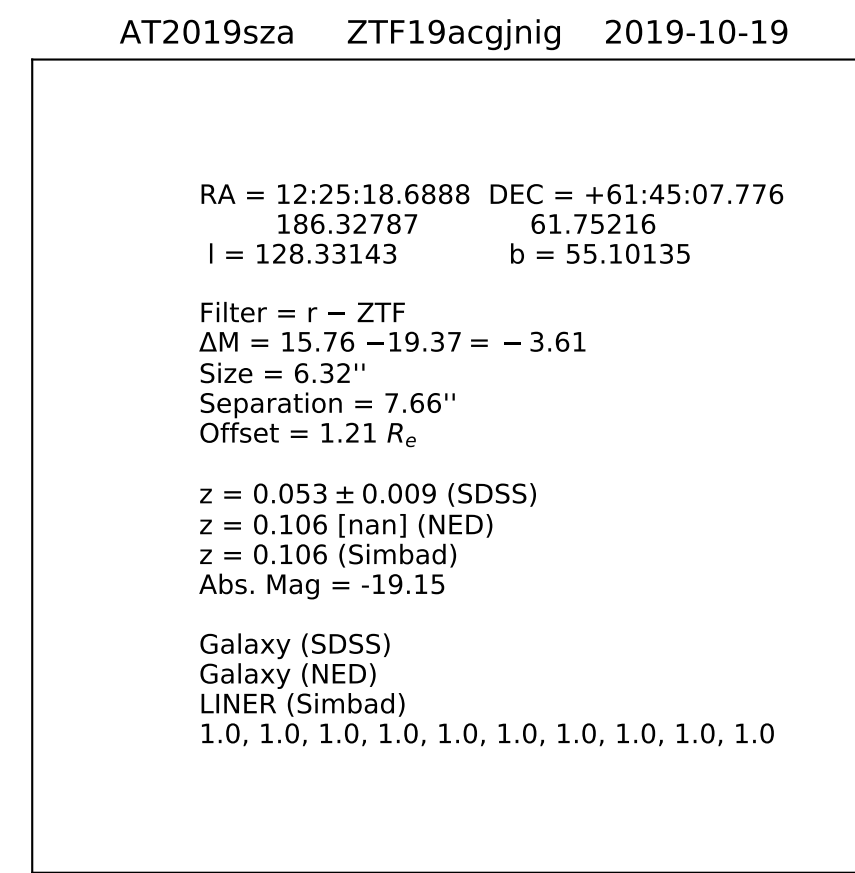 AT2019sza ZTF19acgjnig 2019-10-19
RA = 12:25:18.6888 DEC = +61:45:07.776
186.32787 61.75216
l = 128.33143 b = 55.10135
Filter = r − ZTF
ΔM = 15.76 −19.37 = − 3.61
Size = 6.32''
Separation = 7.66''
Offset = 1.21 Rₑ
z = 0.053 ± 0.009 (SDSS)
z = 0.106 [nan] (NED)
z = 0.106 (Simbad)
Abs. Mag = -19.15
Galaxy (SDSS)
Galaxy (NED)
LINER (Simbad)
1.0, 1.0, 1.0, 1.0, 1.0, 1.0, 1.0, 1.0, 1.0, 1.0